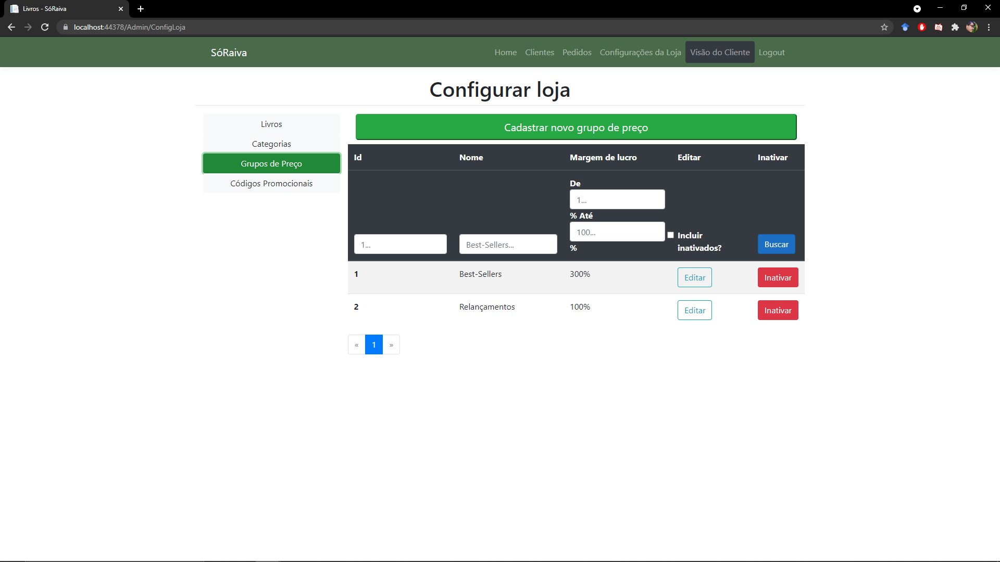 Livros - SóRaiva
localhost:44378/Admin/ConfigLoja
SóRaiva
Home Clientes Pedidos Configurações da Loja Visão do Cliente Logout
Configurar loja
Livros
Categorias
Grupos de Preço
Códigos Promocionais
Cadastrar novo grupo de preço
Id Nome Margem de lucro Editar Inativar
De
1...
% Até
100...
%
1...
Best-Sellers...
Incluir
inativados?
Buscar
1 Best-Sellers 300% Editar Inativar
2 Relançamentos 100% Editar Inativar
« 1 »